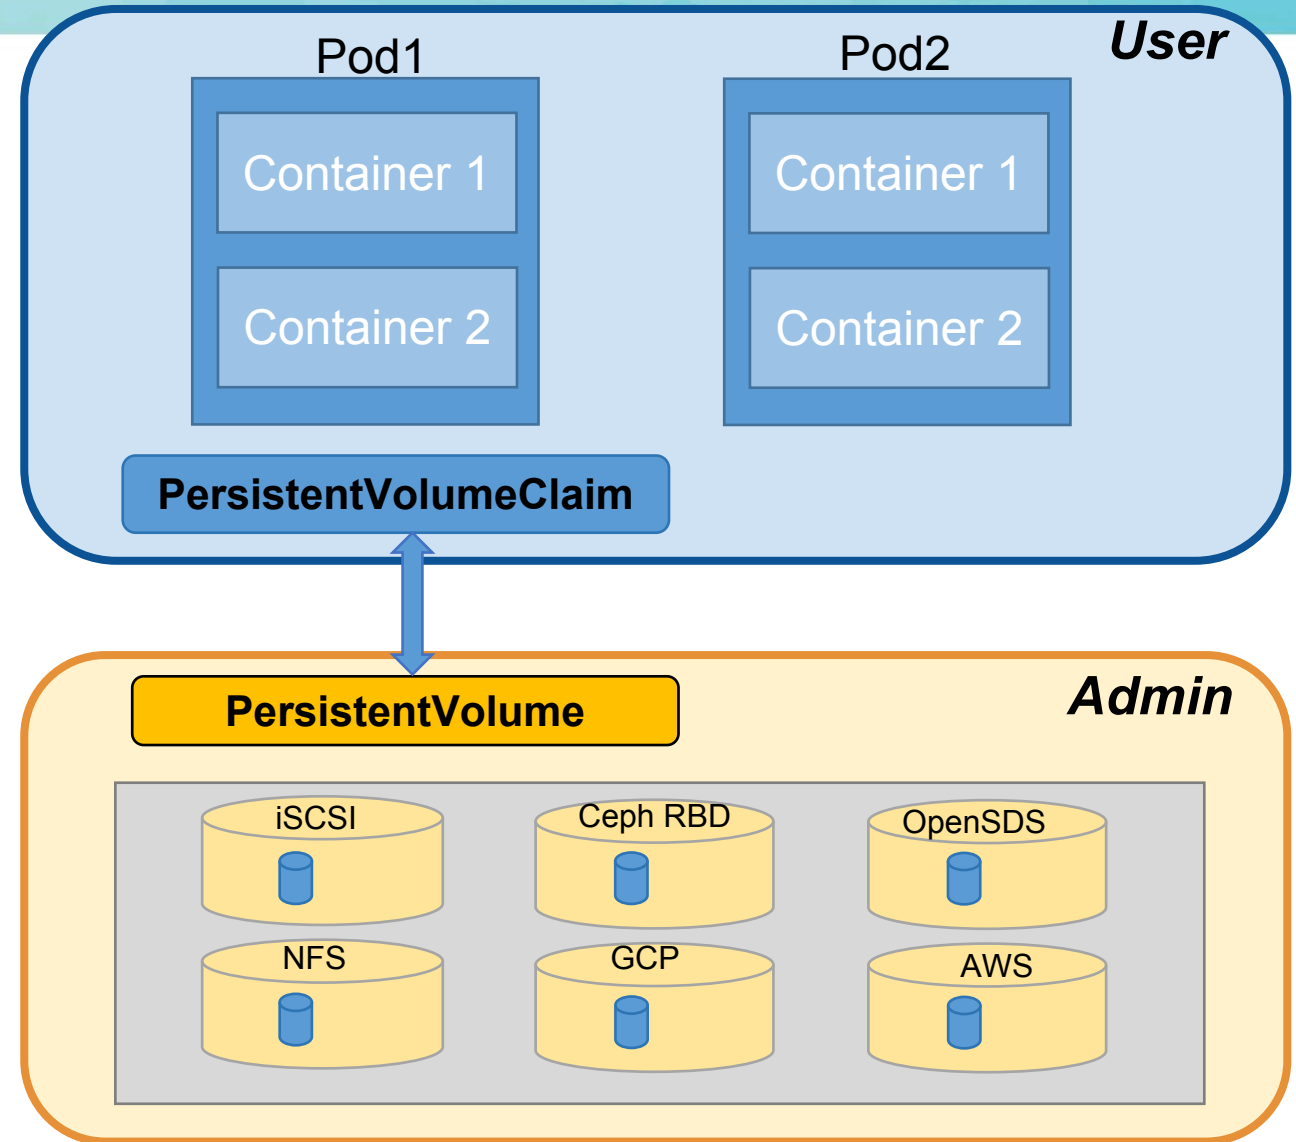 User
Pod1
Pod2
Container 1
Container 1
Container 2
Container 2
PersistentVolumeClaim
Admin
PersistentVolume
iSCSI
Ceph RBD
OpenSDS
NFS
GCP
AWS